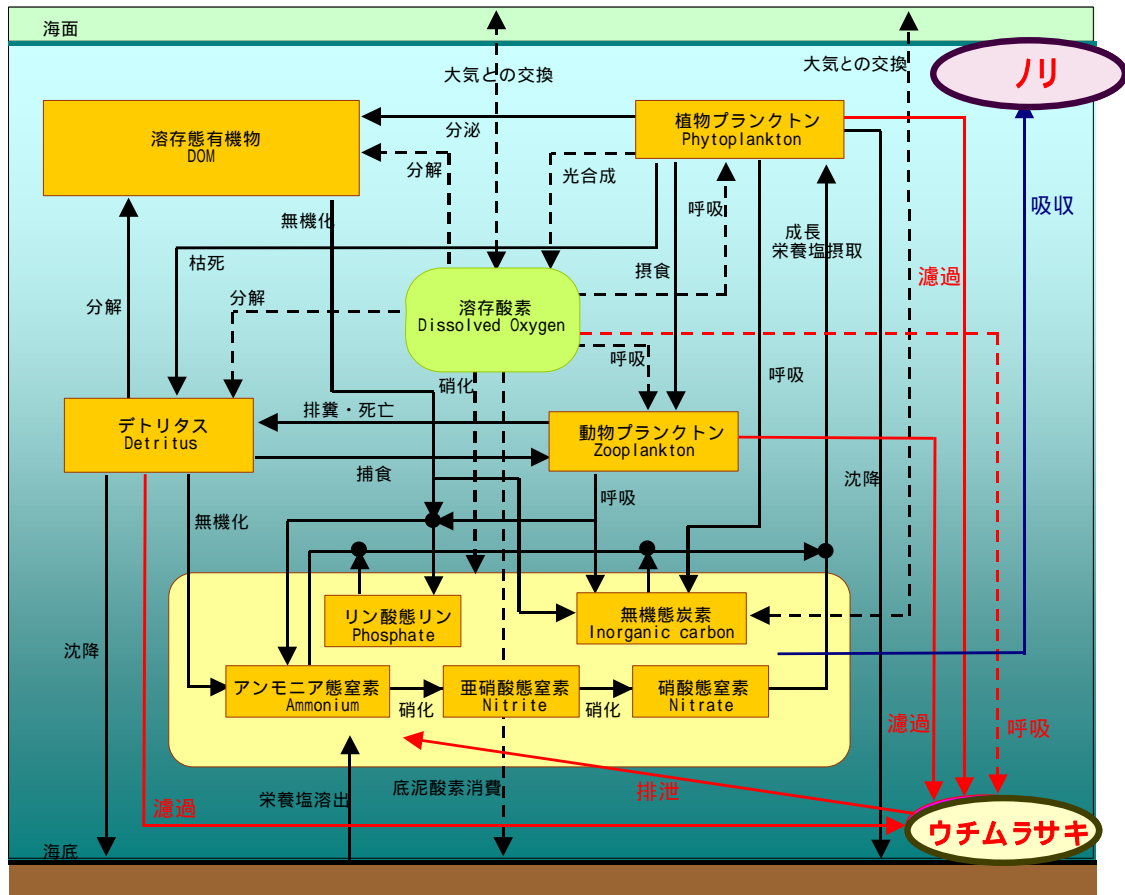 海面
大気との交換
大気との交換
ノリ
溶存態有機物
DOM
分泌
植物プランクトン
Phytoplankton
分解
光合成
無機化
呼吸
成長
栄養塩摂取
吸収
枯死
摂食
濾過
分解
分解
溶存酸素
Dissolved Oxygen
硝化
呼吸
呼吸
デトリタス
Detritus
排糞・死亡
動物プランクトン
Zooplankton
捕食
沈降
無機化
呼吸
リン酸態リン
Phosphate
無機態炭素
Inorganic carbon
沈降
アンモニア態窒素
Ammonium
硝化
亜硝酸態窒素
Nitrite
硝化
硝酸態窒素
Nitrate
濾過
呼吸
濾過
栄養塩溶出
底泥酸素消費
排泄
ウチムラサキ
海底